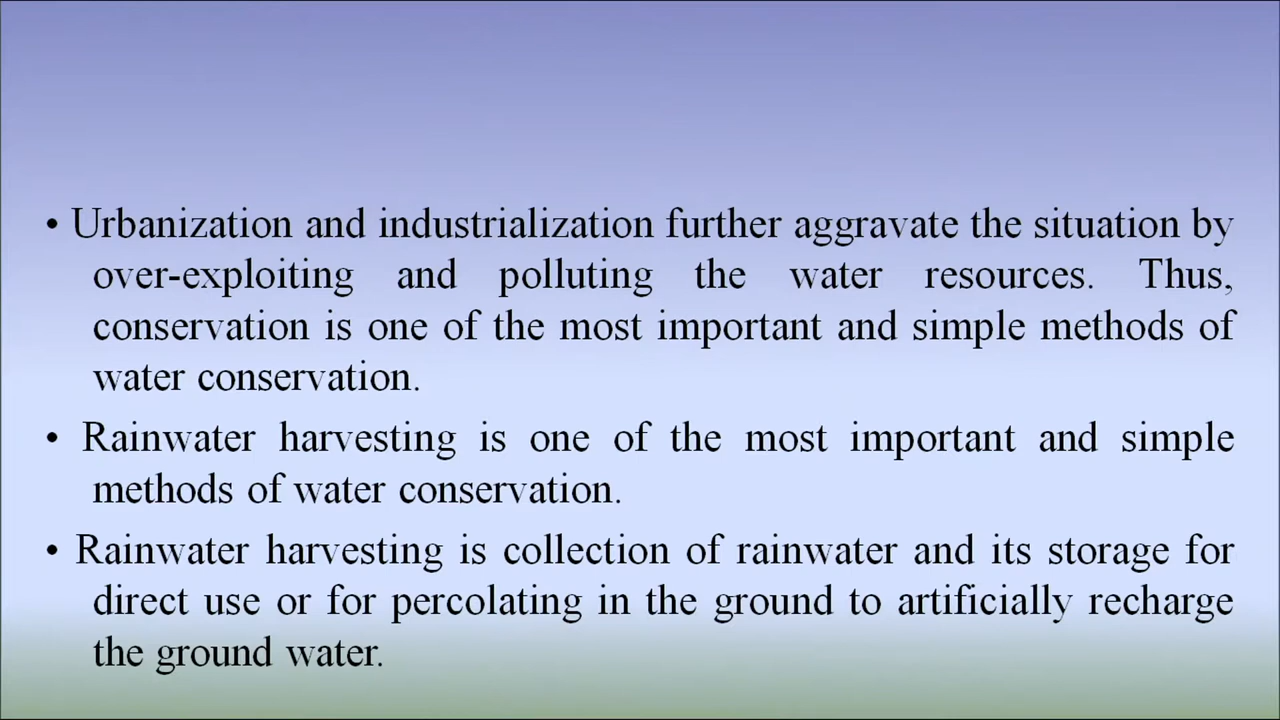 • Urbanization and industrialization further aggravate the situation by
over-exploiting and polluting the water resources. Thus,
conservation is one of the most important and simple methods of
water conservation.
• Rainwater harvesting is one of the most important and simple
methods of water conservation.
• Rainwater harvesting is collection of rainwater and its storage for
direct use or for percolating in the ground to artificially recharge
the ground water.